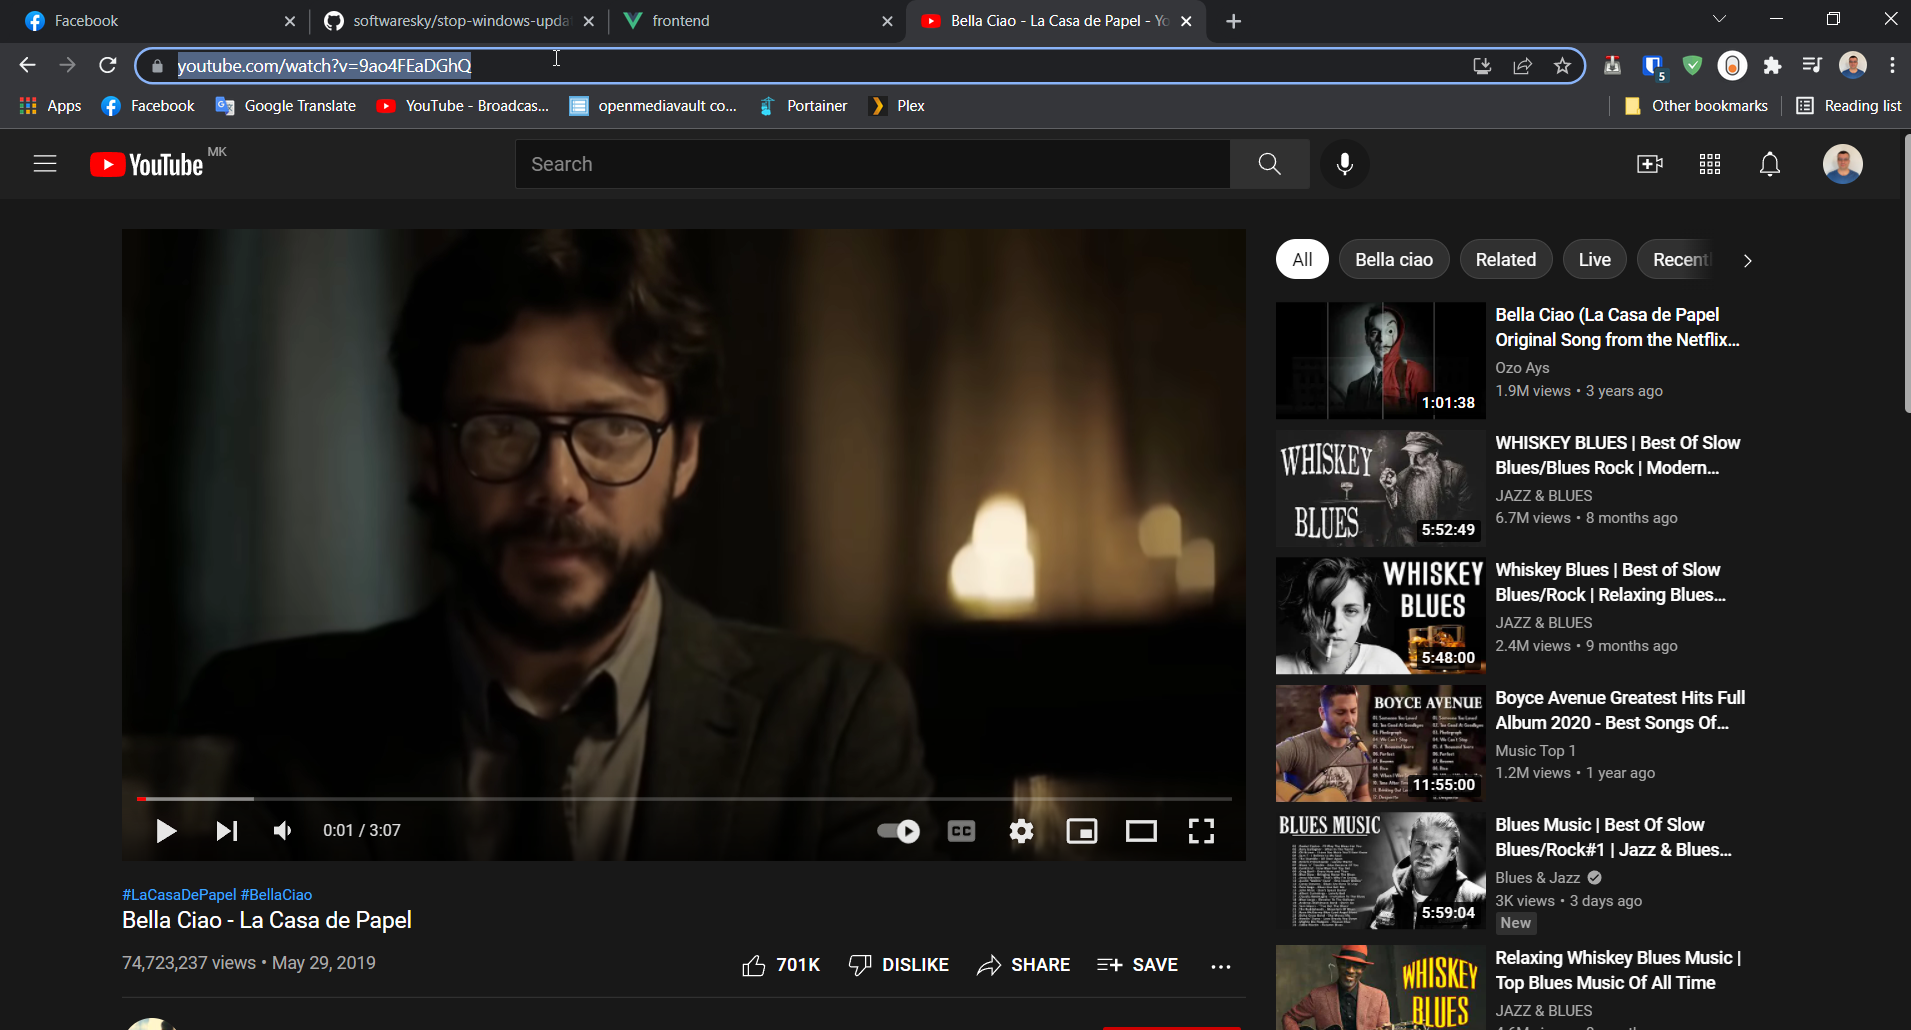 Facebook
softwaresky/stop-windows-updat
frontend
Bella Ciao - La Casa de Papel - Yo
youtube.com/watch?v=9ao4FEaDGhQ
5
Apps
Facebook
Google Translate
YouTube - Broadcas...
openmediavault co...
Portainer
Plex
Other bookmarks
Reading list
YouTube MK
Search
All
Bella ciao
Related
Live
Recentl
Bella Ciao (La Casa de Papel
Original Song from the Netflix...
Ozo Ays
1.9M views • 3 years ago
1:01:38
WHISKEY
BLUES
5:52:49
WHISKEY BLUES | Best Of Slow
Blues/Blues Rock | Modern...
JAZZ & BLUES
6.7M views • 8 months ago
WHISKEY
BLUES
5:48:00
Whiskey Blues | Best of Slow
Blues/Rock | Relaxing Blues...
JAZZ & BLUES
2.4M views • 9 months ago
BOYCE AVENUE
11:55:00
Boyce Avenue Greatest Hits Full
Album 2020 - Best Songs Of...
Music Top 1
1.2M views • 1 year ago
BLUES MUSIC
5:59:04
Blues Music | Best Of Slow
Blues/Rock#1 | Jazz & Blues...
Blues & Jazz
3K views • 3 days ago
New
WHISKEY
BLUES
Relaxing Whiskey Blues Music |
Top Blues Music Of All Time
JAZZ & BLUES
0:01 / 3:07
CC
#LaCasaDePapel #BellaCiao
Bella Ciao - La Casa de Papel
74,723,237 views • May 29, 2019
701K
DISLIKE
SHARE
SAVE